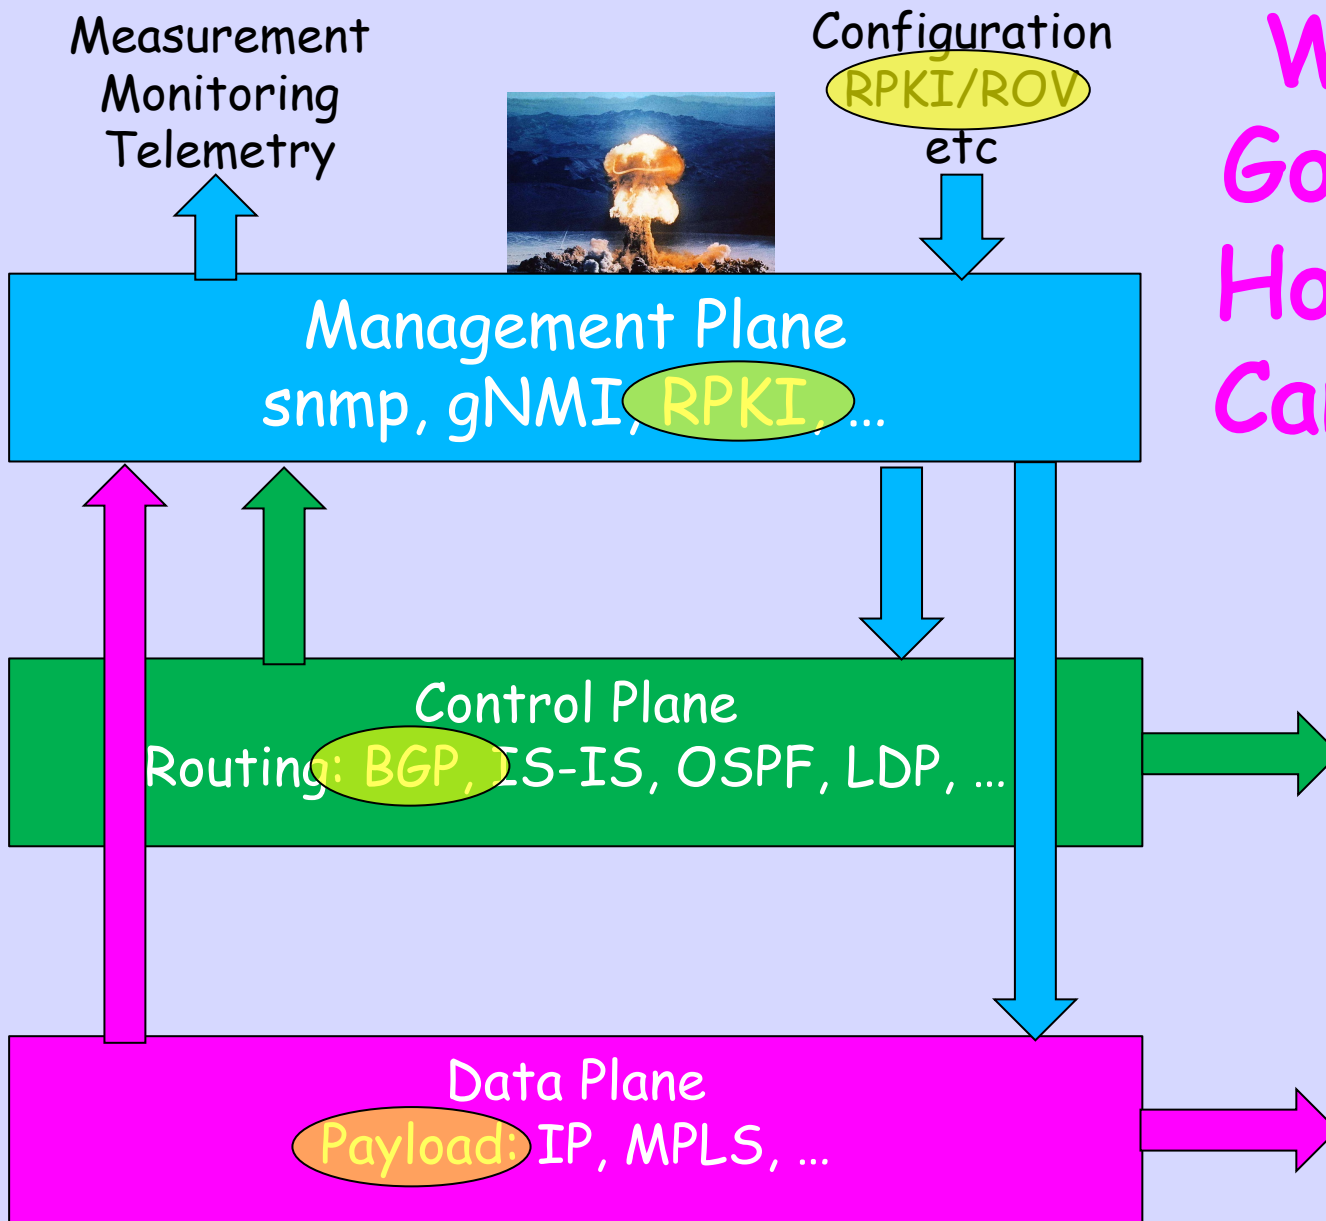 Measurement
Monitoring
Telemetry
Configuration
RPKI/ROV
etc
Management Plane
snmp, gNMI, RPKI, ...
Control Plane
Routing: BGP, IS-IS, OSPF, LDP, ...
Data Plane
Payload: IP, MPLS, ...